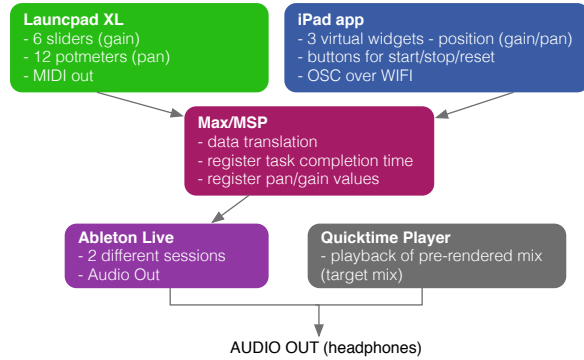 Launcpad XL
- 6 sliders (gain)
- 12 potmeters (pan)
- MIDI out
iPad app
- 3 virtual widgets - position (gain/pan)
- buttons for start/stop/reset
- OSC over WIFI
Max/MSP
- data translation
- register task completion time
- register pan/gain values
Ableton Live
- 2 different sessions
- Audio Out
Quicktime Player
- playback of pre-rendered mix
(target mix)
AUDIO OUT (headphones)